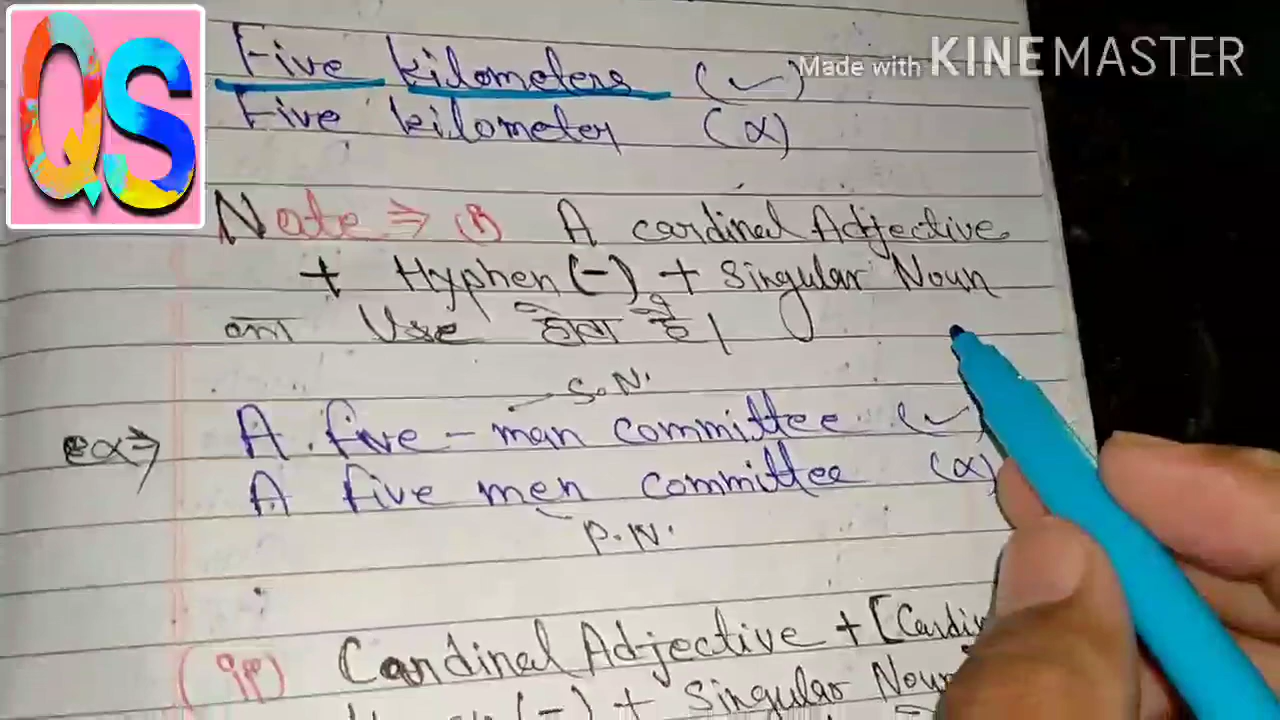 QS
Made with KINEMASTER
Five kilometers (✓)
Five kilometer (x)
Note ⇒ (i) A cardinal Adjective
+ Hyphen (-) + Singular Noun
का Use होता है।
S.N.
ex⇒ A five - man committee (✓)
A five men committee (x)
P.N.
(ii) Cardinal Adjective +
(-) + Singular Noun